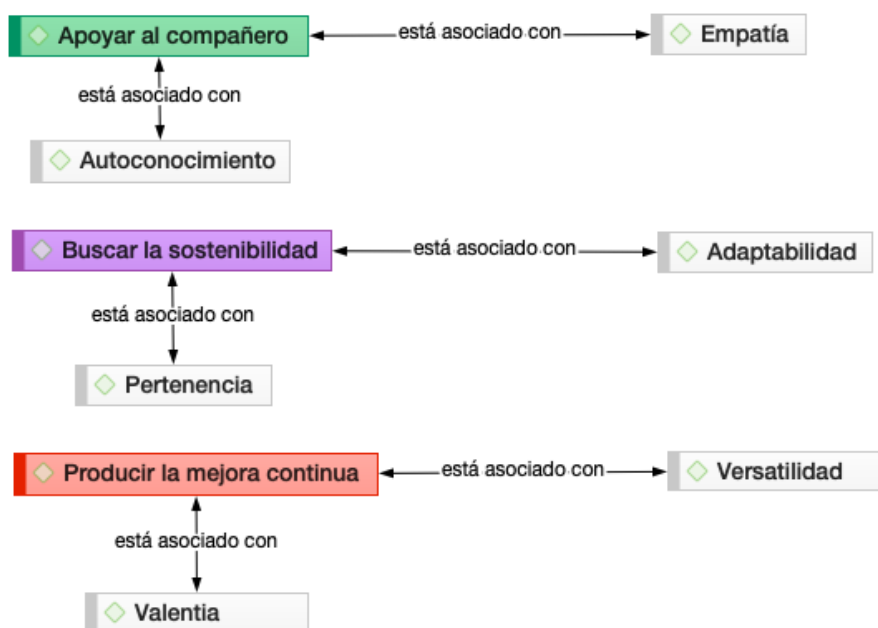 Apoyar al compañero
está asociado con
Empatía
está asociado con
Autoconocimiento
Buscar la sostenibilidad
está asociado con
Adaptabilidad
está asociado con
Pertenencia
Producir la mejora continua
está asociado con
Versatilidad
está asociado con
Valentia